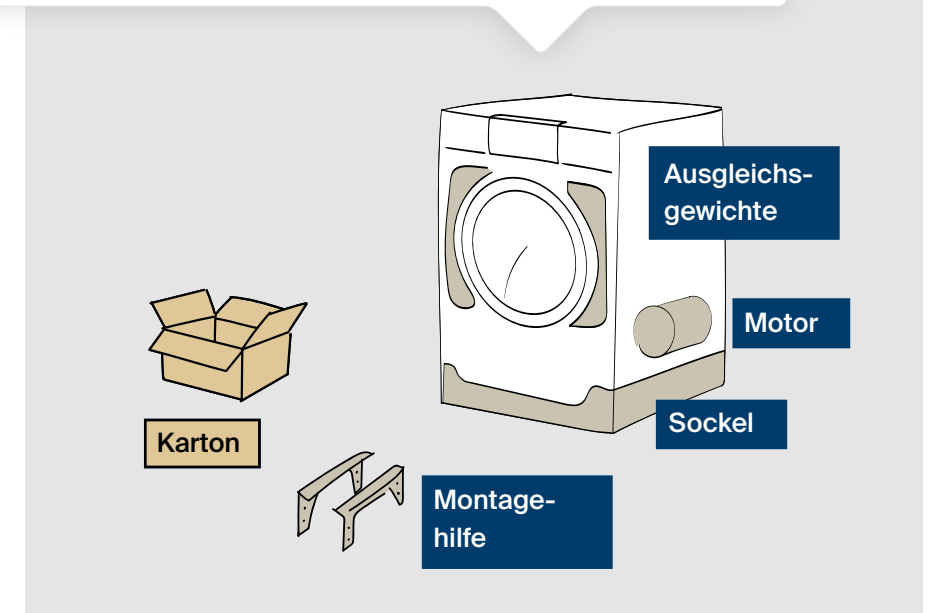 Ausgleichs-
gewichte
Motor
Sockel
Karton
Montage-
hilfe